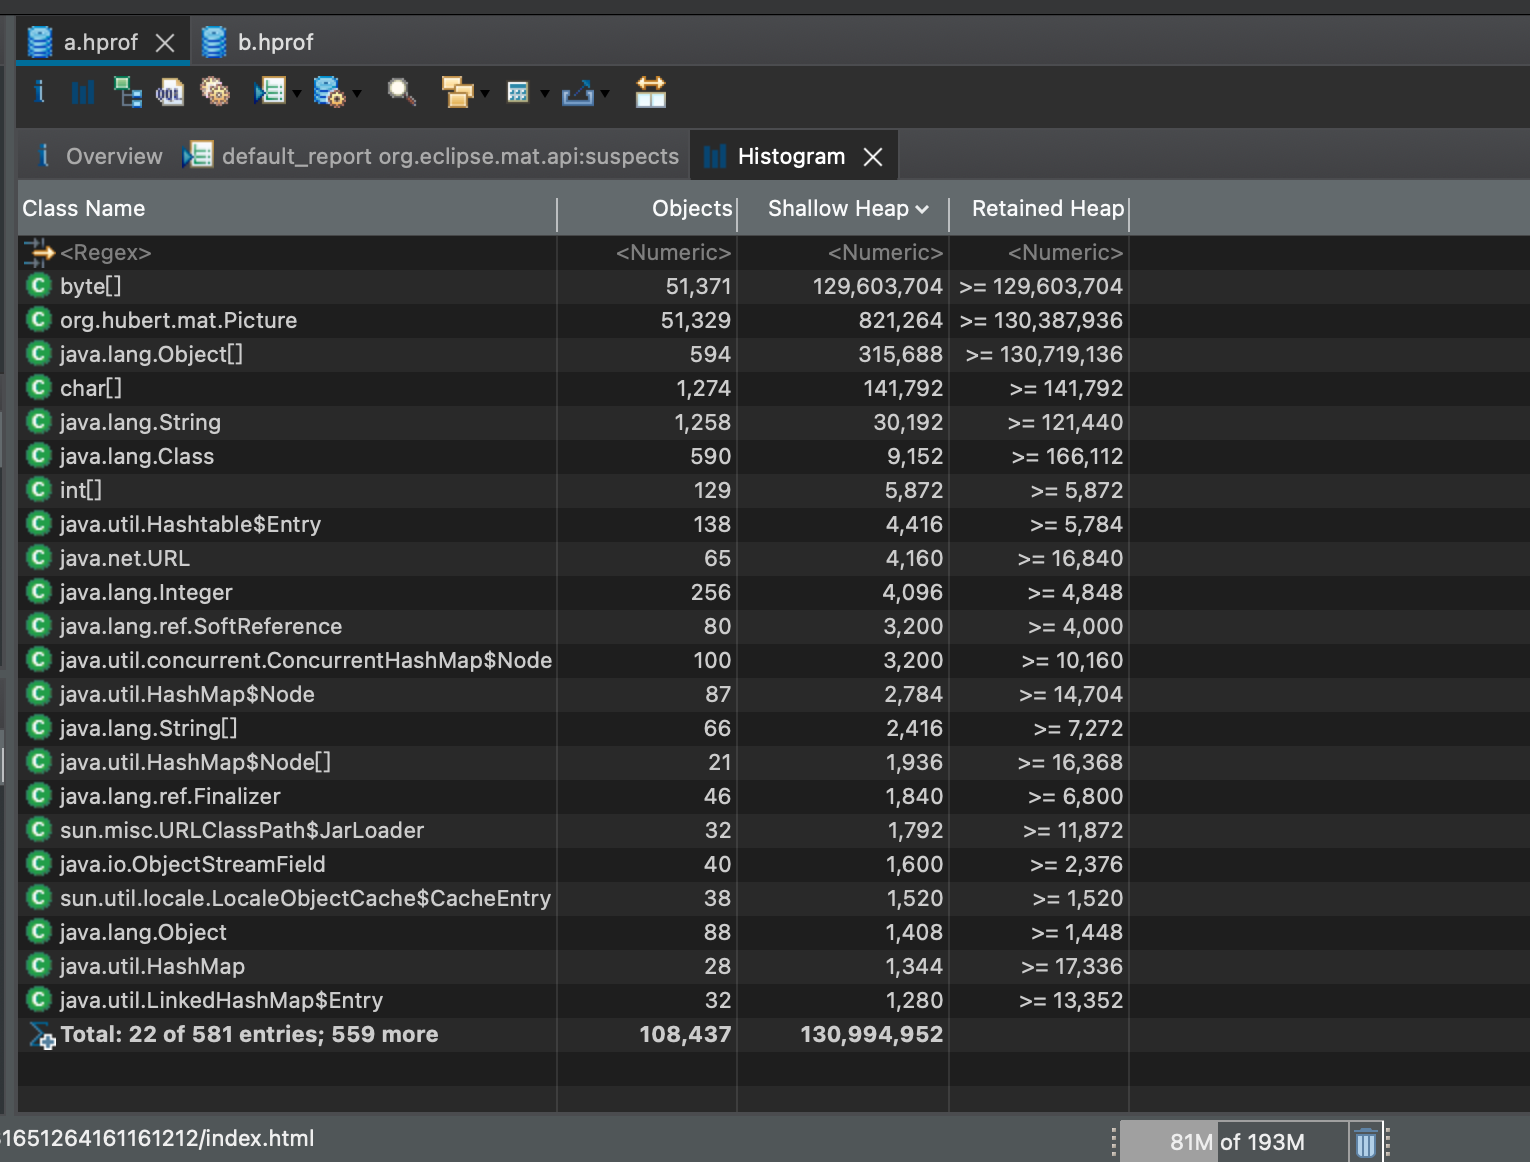 a.hprof b.hprof
i OQL
i Overview default_report org.eclipse.mat.api:suspects Histogram
Class Name Objects Shallow Heap Retained Heap
<Regex> <Numeric> <Numeric> <Numeric>
C byte[] 51,371 129,603,704 >= 129,603,704
C org.hubert.mat.Picture 51,329 821,264 >= 130,387,936
C java.lang.Object[] 594 315,688 >= 130,719,136
C char[] 1,274 141,792 >= 141,792
C java.lang.String 1,258 30,192 >= 121,440
C java.lang.Class 590 9,152 >= 166,112
C int[] 129 5,872 >= 5,872
C java.util.Hashtable$Entry 138 4,416 >= 5,784
C java.net.URL 65 4,160 >= 16,840
C java.lang.Integer 256 4,096 >= 4,848
C java.lang.ref.SoftReference 80 3,200 >= 4,000
C java.util.concurrent.ConcurrentHashMap$Node 100 3,200 >= 10,160
C java.util.HashMap$Node 87 2,784 >= 14,704
C java.lang.String[] 66 2,416 >= 7,272
C java.util.HashMap$Node[] 21 1,936 >= 16,368
C java.lang.ref.Finalizer 46 1,840 >= 6,800
C sun.misc.URLClassPath$JarLoader 32 1,792 >= 11,872
C java.io.ObjectStreamField 40 1,600 >= 2,376
C sun.util.locale.LocaleObjectCache$CacheEntry 38 1,520 >= 1,520
C java.lang.Object 88 1,408 >= 1,448
C java.util.HashMap 28 1,344 >= 17,336
C java.util.LinkedHashMap$Entry 32 1,280 >= 13,352
Total: 22 of 581 entries; 559 more 108,437 130,994,952
1651264161161212/index.html 81M of 193M